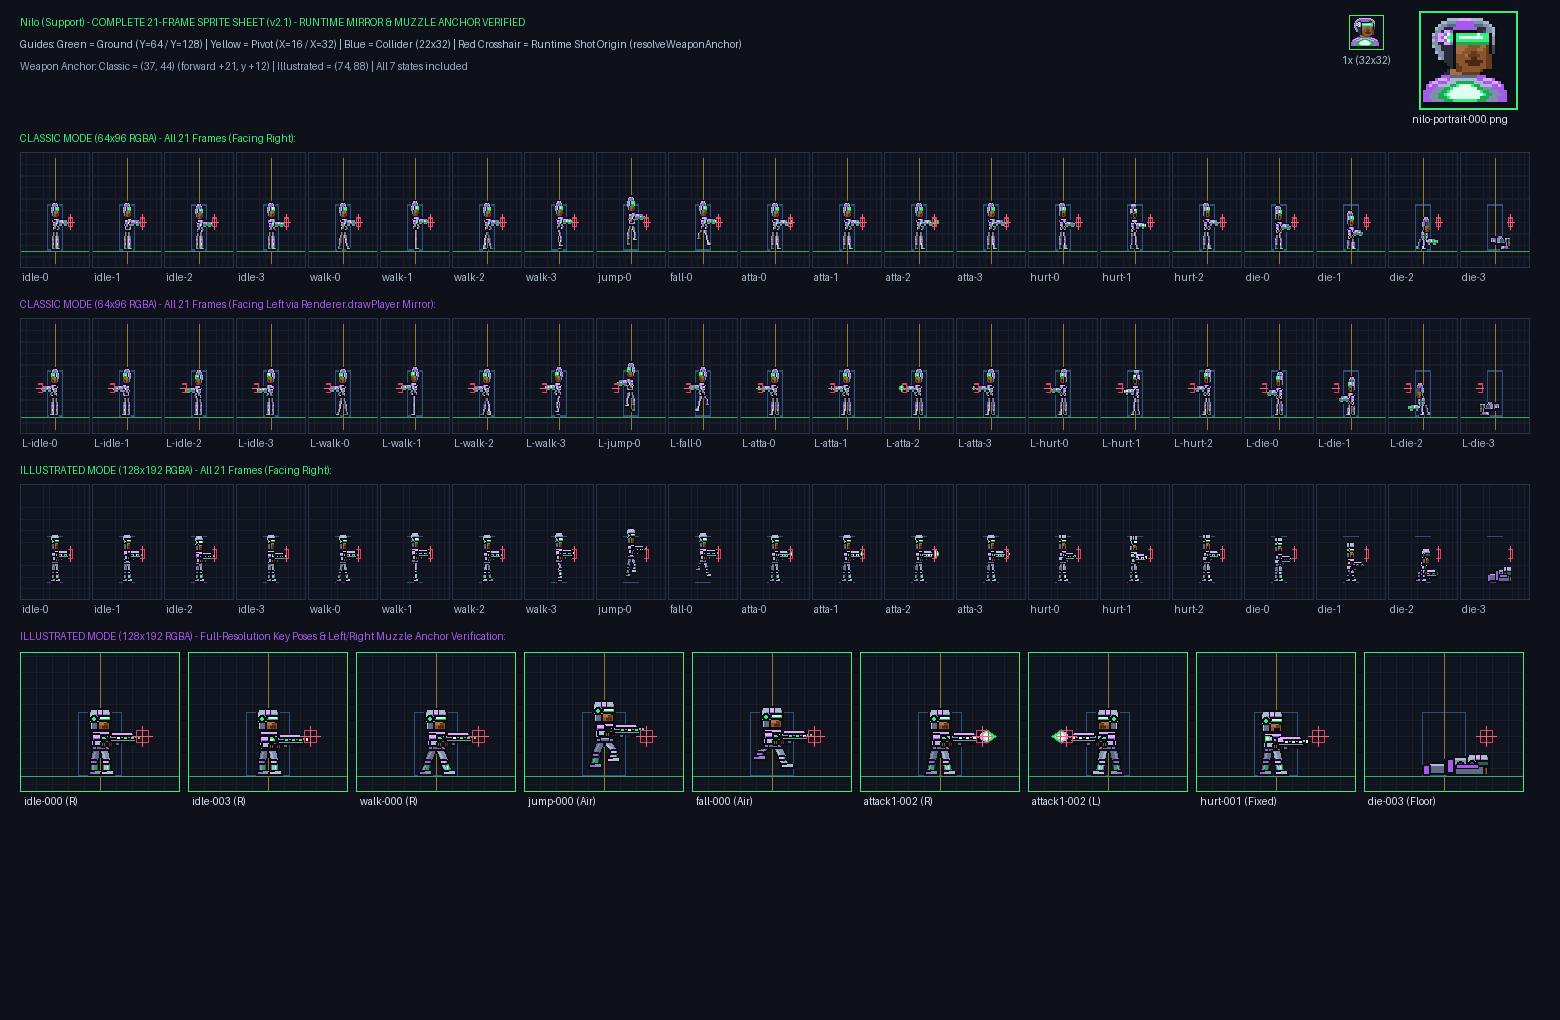 Nilo (Support) - COMPLETE 21-FRAME SPRITE SHEET (v2.1) - RUNTIME MIRROR & MUZZLE ANCHOR VERIFIED
Guides: Green = Ground (Y=64 / Y=128) | Yellow = Pivot (X=16 / X=32) | Blue = Collider (22x32) | Red Crosshair = Runtime Shot Origin (resolveWeaponAnchor)
Weapon Anchor: Classic = (37, 44) (forward +21, y +12) | Illustrated = (74, 88) | All 7 states included
1x (32x32)
nilo-portrait-000.png
CLASSIC MODE (64x96 RGBA) - All 21 Frames (Facing Right):
idle-0 idle-1 idle-2 idle-3 walk-0 walk-1 walk-2 walk-3 jump-0 fall-0 atta-0 atta-1 atta-2 atta-3 hurt-0 hurt-1 hurt-2 die-0 die-1 die-2 die-3
CLASSIC MODE (64x96 RGBA) - All 21 Frames (Facing Left via Renderer.drawPlayer Mirror):
L-idle-0 L-idle-1 L-idle-2 L-idle-3 L-walk-0 L-walk-1 L-walk-2 L-walk-3 L-jump-0 L-fall-0 L-atta-0 L-atta-1 L-atta-2 L-atta-3 L-hurt-0 L-hurt-1 L-hurt-2 L-die-0 L-die-1 L-die-2 L-die-3
ILLUSTRATED MODE (128x192 RGBA) - All 21 Frames (Facing Right):
idle-0 idle-1 idle-2 idle-3 walk-0 walk-1 walk-2 walk-3 jump-0 fall-0 atta-0 atta-1 atta-2 atta-3 hurt-0 hurt-1 hurt-2 die-0 die-1 die-2 die-3
ILLUSTRATED MODE (128x192 RGBA) - Full-Resolution Key Poses & Left/Right Muzzle Anchor Verification:
idle-000 (R) idle-003 (R) walk-000 (R) jump-000 (Air) fall-000 (Air) attack1-002 (R) attack1-002 (L) hurt-001 (Fixed) die-003 (Floor)